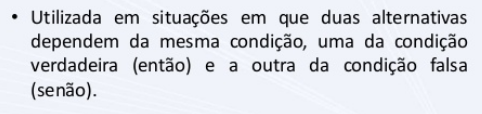 • Utilizada em situações em que duas alternativas
dependem da mesma condição, uma da condição
verdadeira (então) e a outra da condição falsa
(senão).